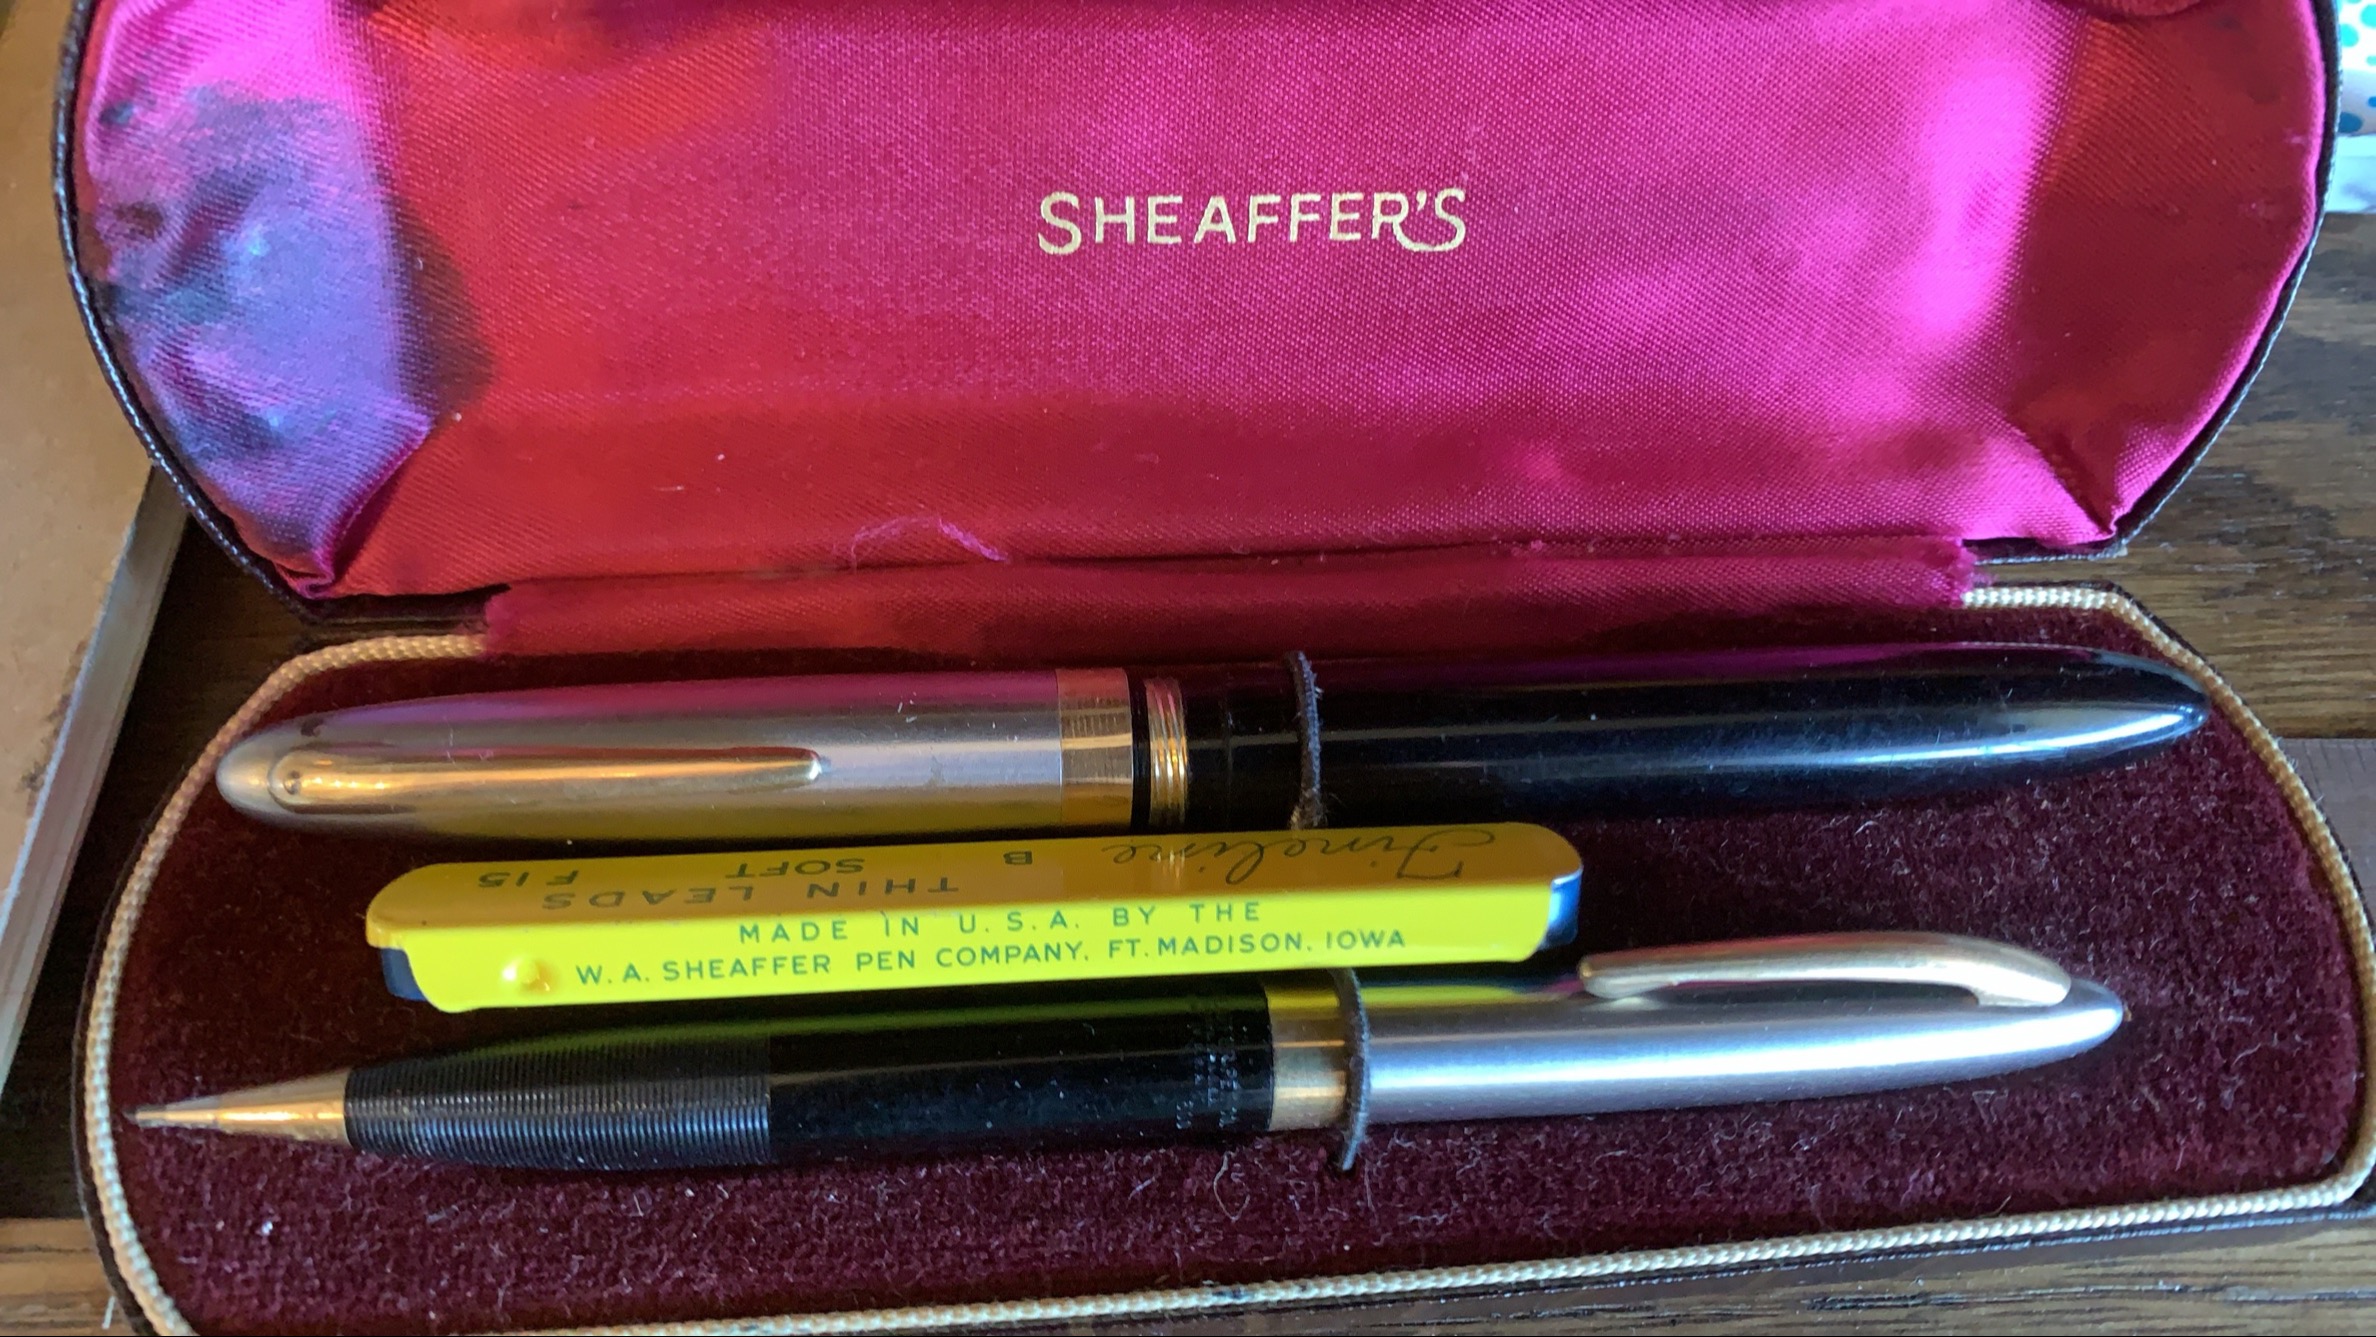 SHEAFFER'S
Fineline B SOFT F15
THIN LEADS
MADE IN U.S.A. BY THE
W.A. SHEAFFER PEN COMPANY, FT. MADISON, IOWA